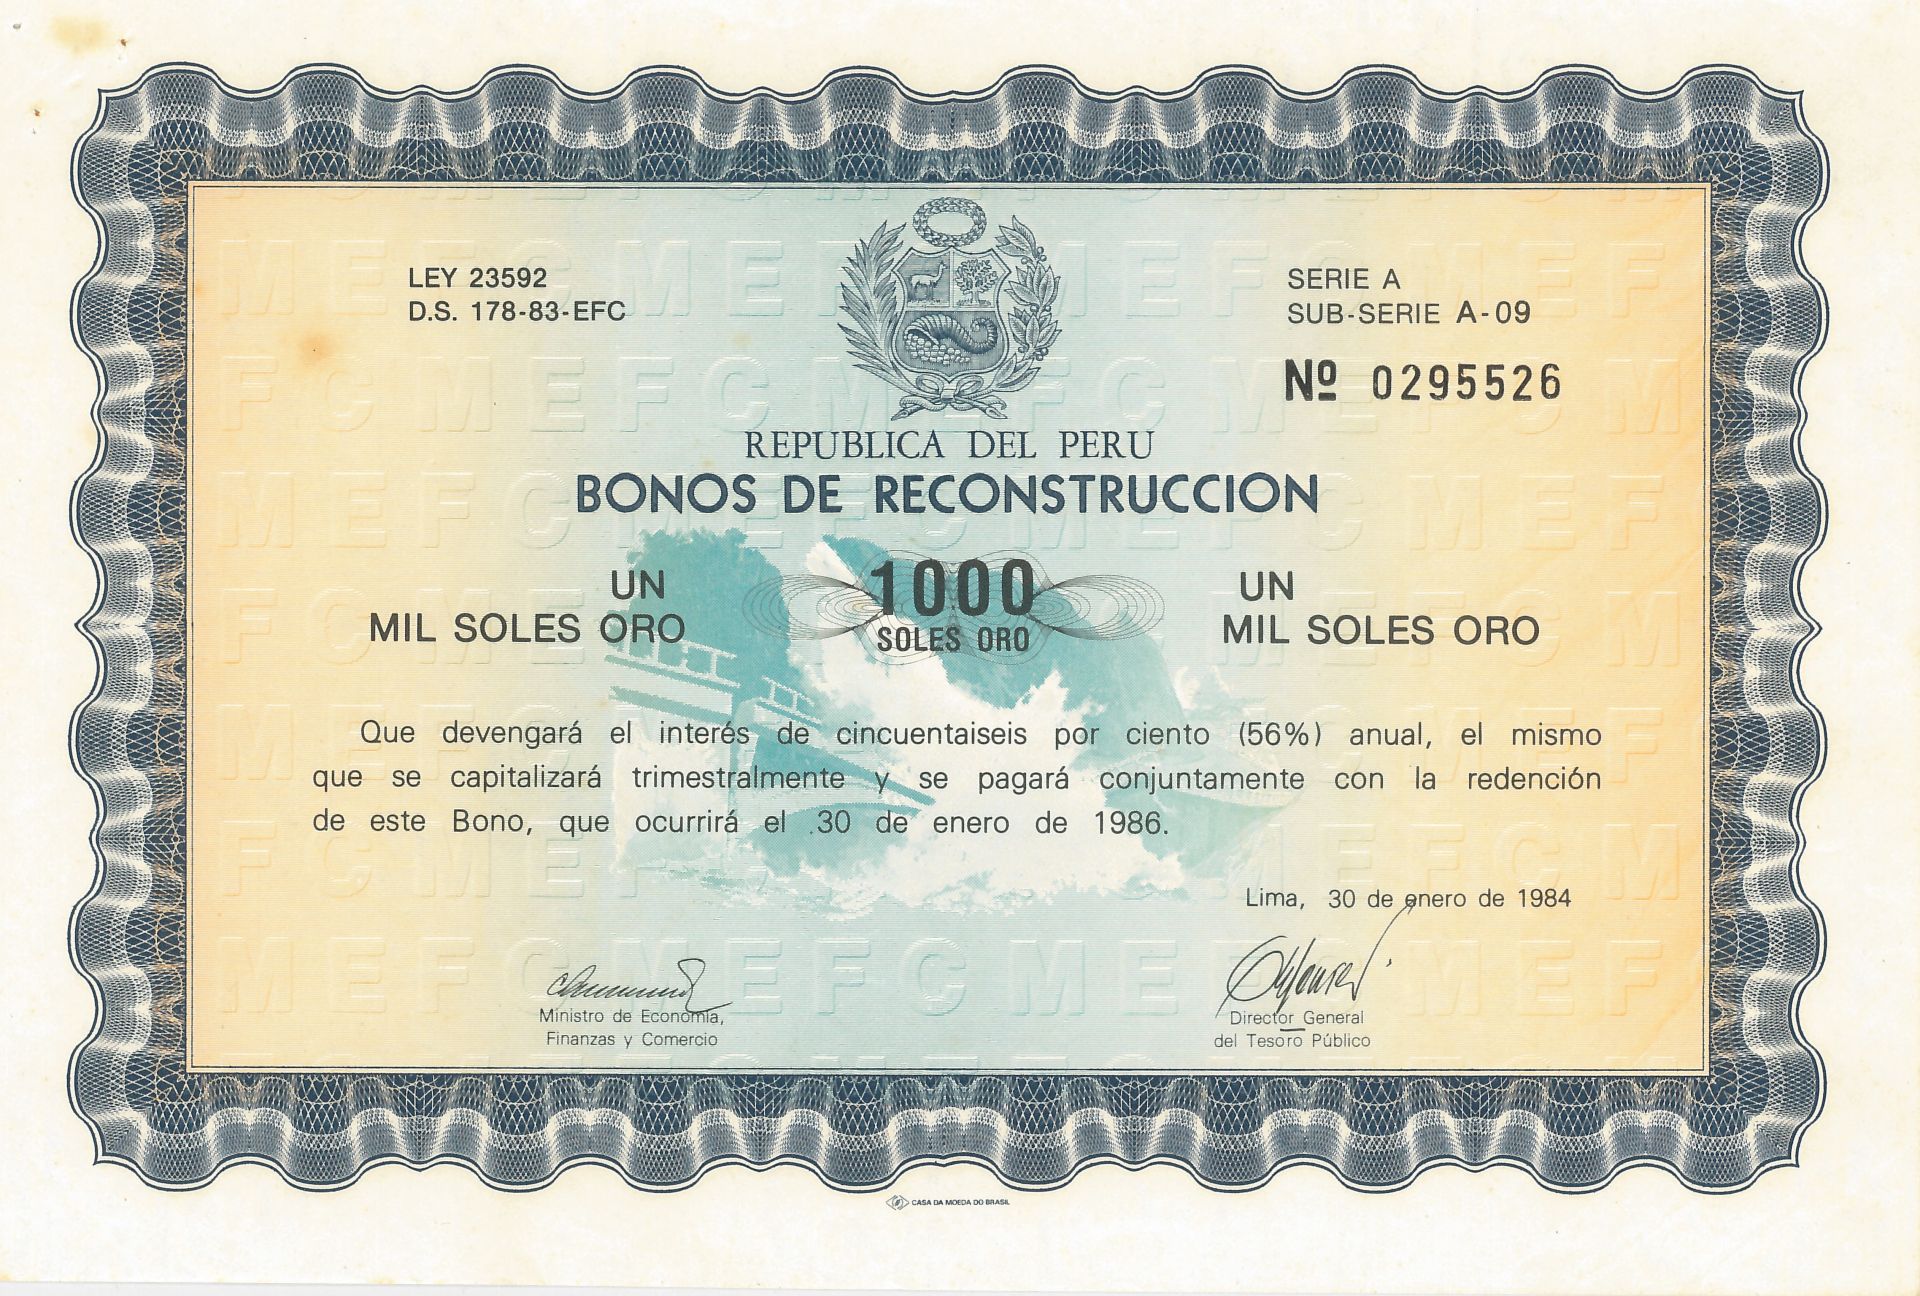 LEY 23592
D.S. 178-83-EFC
SERIE A
SUB-SERIE A-09
Nº 0295526
REPUBLICA DEL PERU
BONOS DE RECONSTRUCCION
UN
MIL SOLES ORO
1000
SOLES ORO
UN
MIL SOLES ORO
Que devengará el interés de cincuentaiseis por ciento (56%) anual, el mismo
que se capitalizará trimestralmente y se pagará conjuntamente con la redención
de este Bono, que ocurrirá el 30 de enero de 1986.
Lima, 30 de enero de 1984
Ministro de Economía,
Finanzas y Comercio
Director General
del Tesoro Público
CASA DA MOEDA DO BRASIL